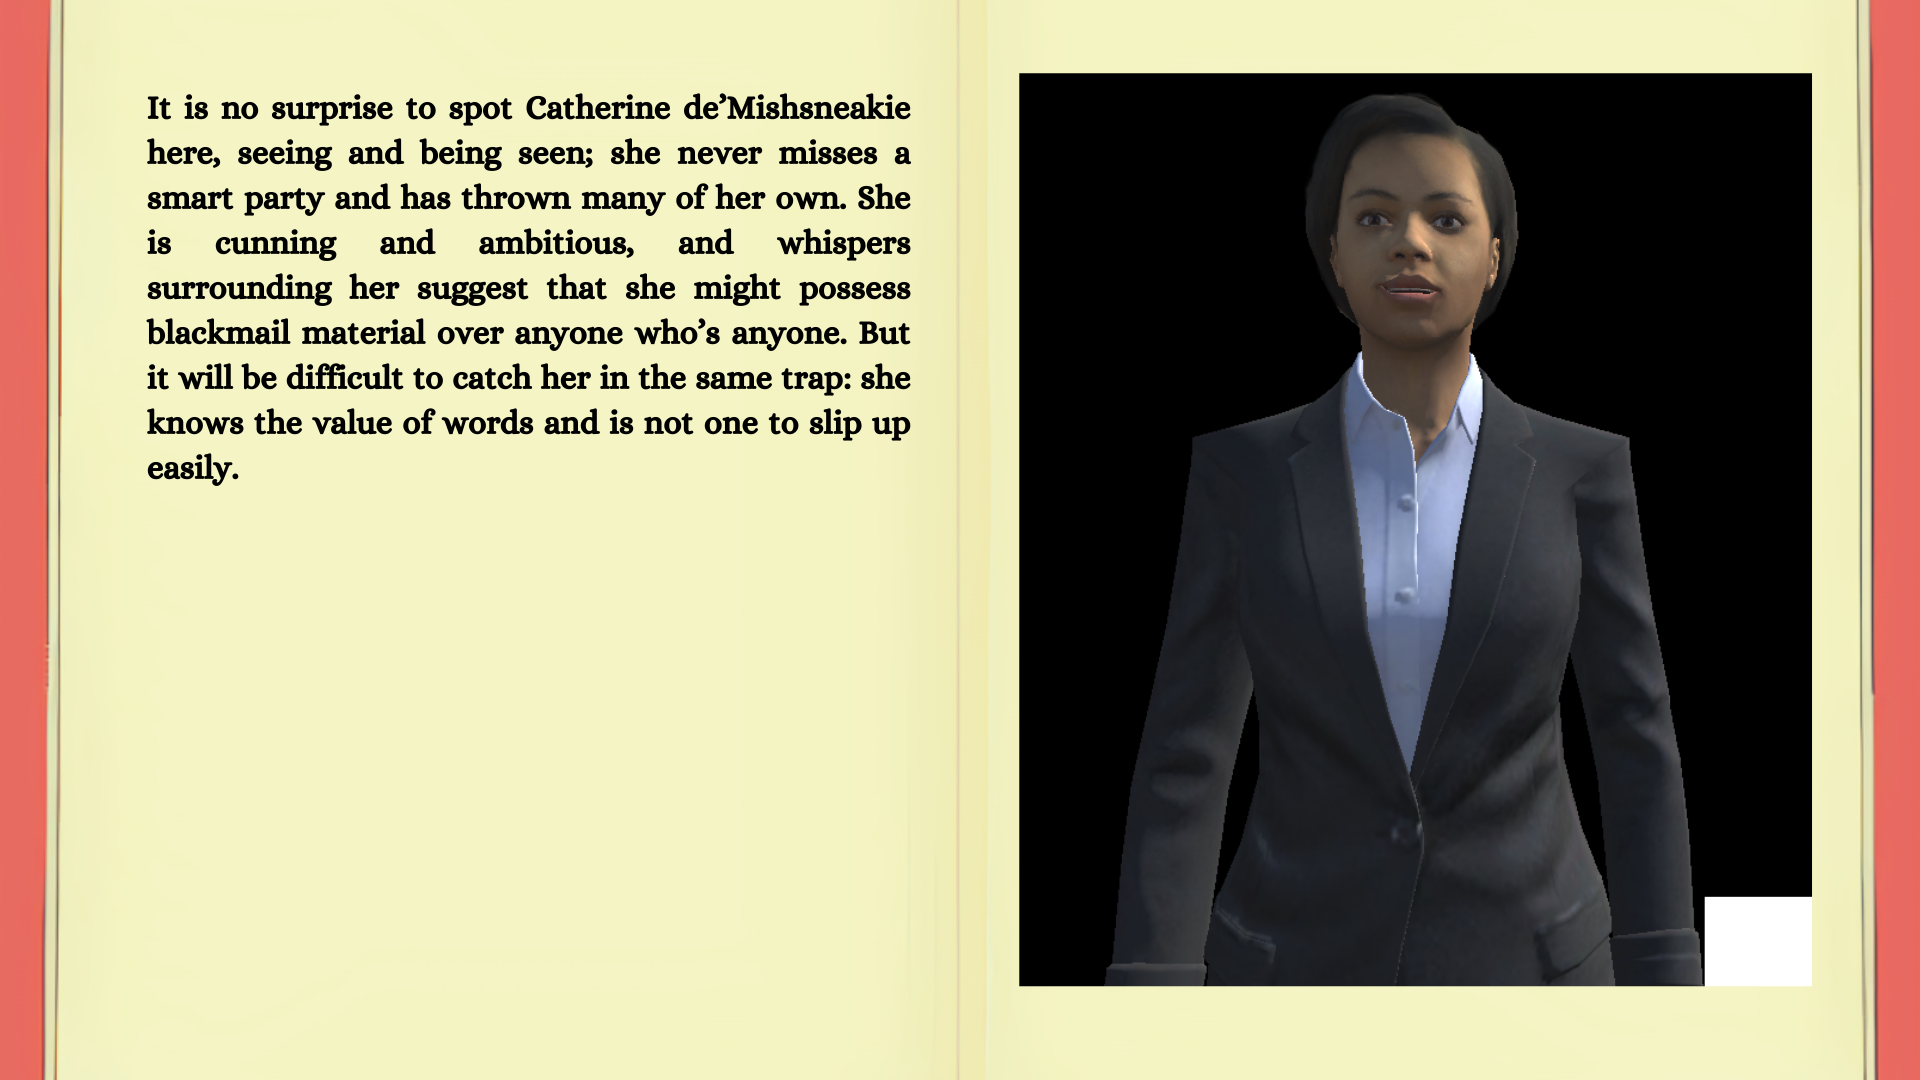 It is no surprise to spot Catherine de’Mishsneakie
here, seeing and being seen; she never misses a
smart party and has thrown many of her own. She
is cunning and ambitious, and whispers
surrounding her suggest that she might possess
blackmail material over anyone who’s anyone. But
it will be difficult to catch her in the same trap: she
knows the value of words and is not one to slip up
easily.